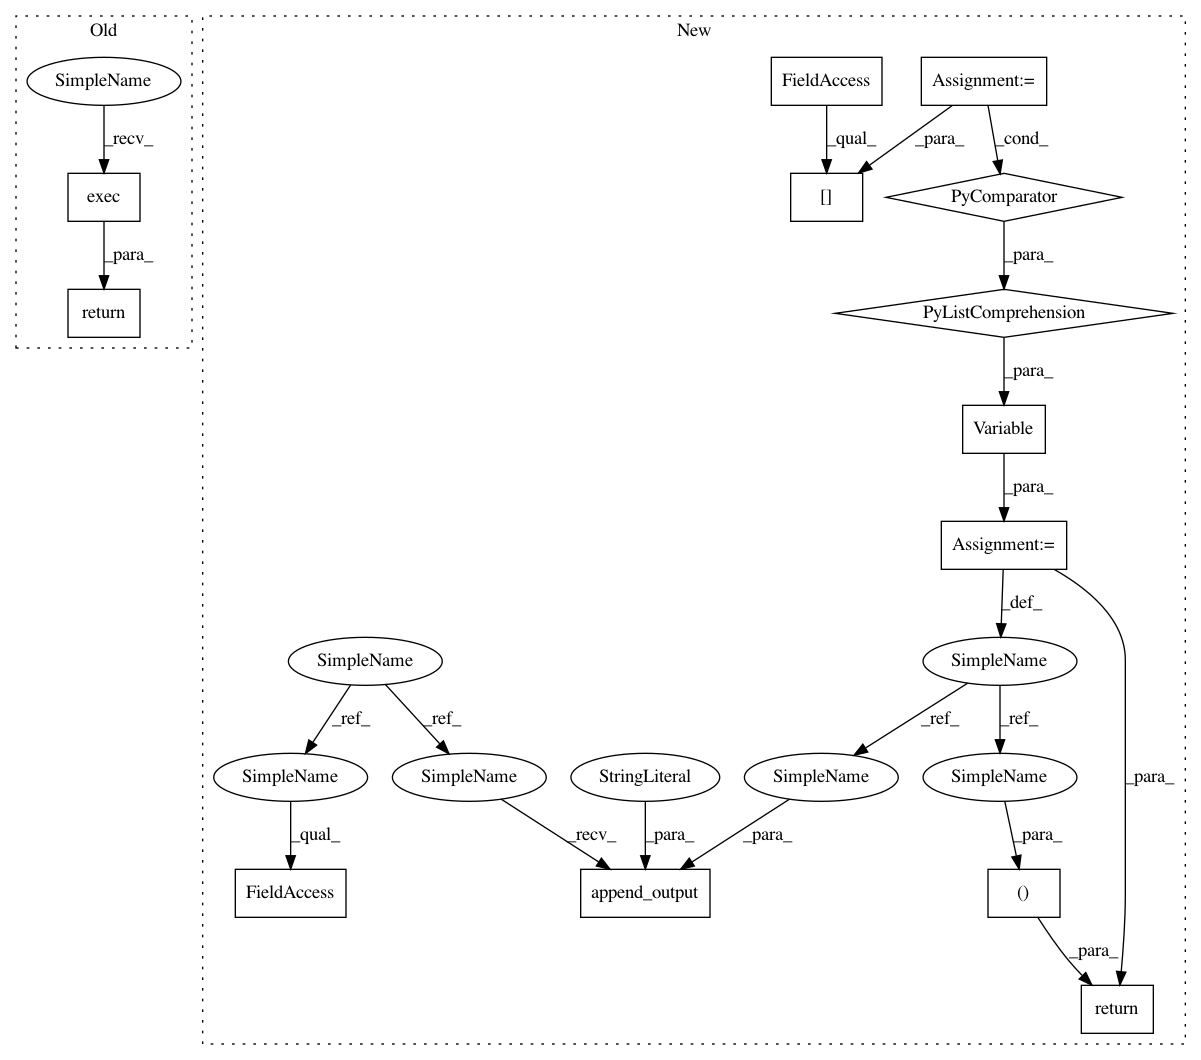 Old
New
SimpleName
FieldAccess
Assignment:=
_recv_
_qual_
_para_
_cond_
exec
[]
PyComparator
_para_
_para_
return
PyListComprehension
_para_
Variable
_para_
Assignment:=
_def_
SimpleName
SimpleName
_ref_
_ref_
_ref_
_ref_
SimpleName
SimpleName
StringLiteral
SimpleName
SimpleName
_para_
_qual_
_recv_
_para_
_para_
_para_
FieldAccess
append_output
()
_para_
return